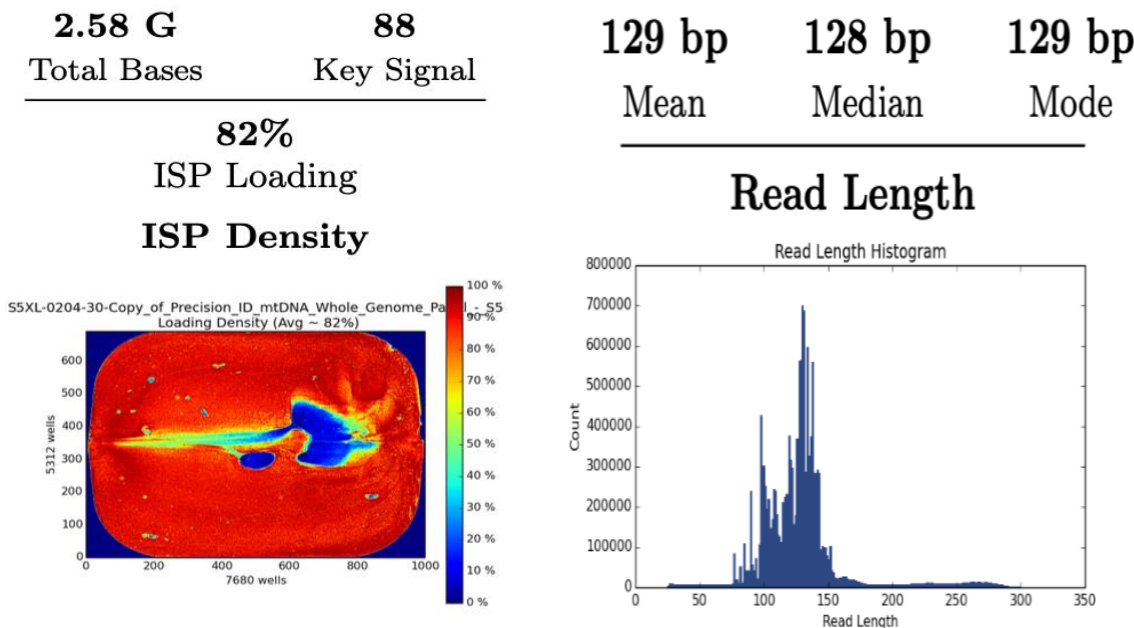 2.58 G 88
Total Bases Key Signal
82%
ISP Loading
ISP Density
S5XL-0204-30-Copy_of_Precision_ID_mtDNA_Whole_Genome_Pa l_-_S5
Loading Density (Avg ~ 82%)
100 %
90 %
80 %
70 %
60 %
50 %
40 %
30 %
20 %
10 %
0 %
600
500
400
300
200
100
0
5312 wells
0 200 400 600 800 1000
7680 wells
129 bp 128 bp 129 bp
Mean Median Mode
Read Length
Read Length Histogram
800000
700000
600000
500000
400000
300000
200000
100000
0
Count
0 50 100 150 200 250 300 350
Read Length